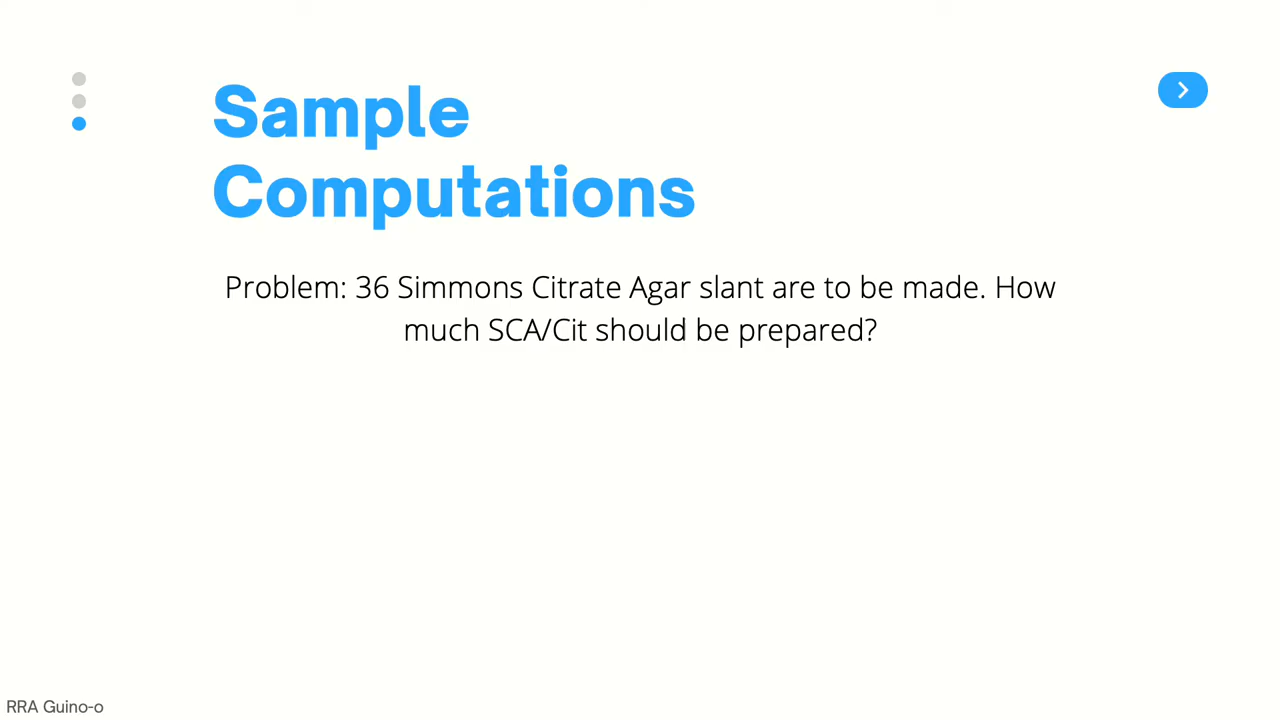 Sample
Computations
Problem: 36 Simmons Citrate Agar slant are to be made. How
much SCA/Cit should be prepared?
RRA Guino-o